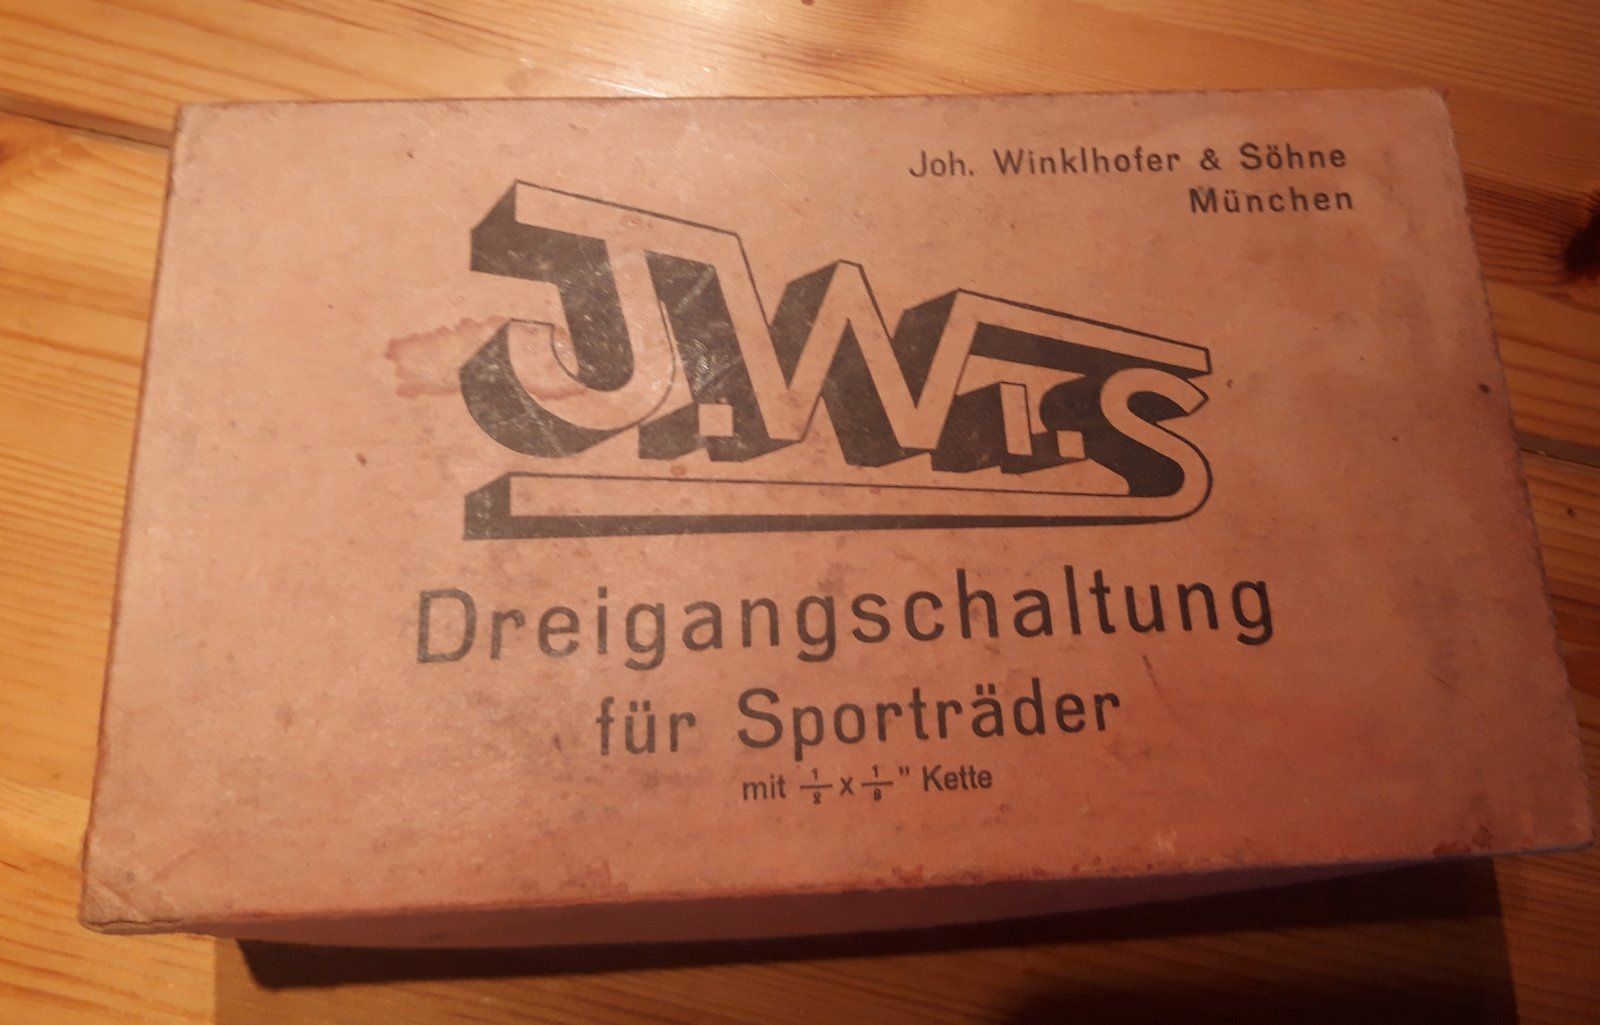 Joh. Winklhofer & Söhne
München
J.W.S.
Dreigangschaltung
für Sporträder
mit 1/2 x 1/8" Kette